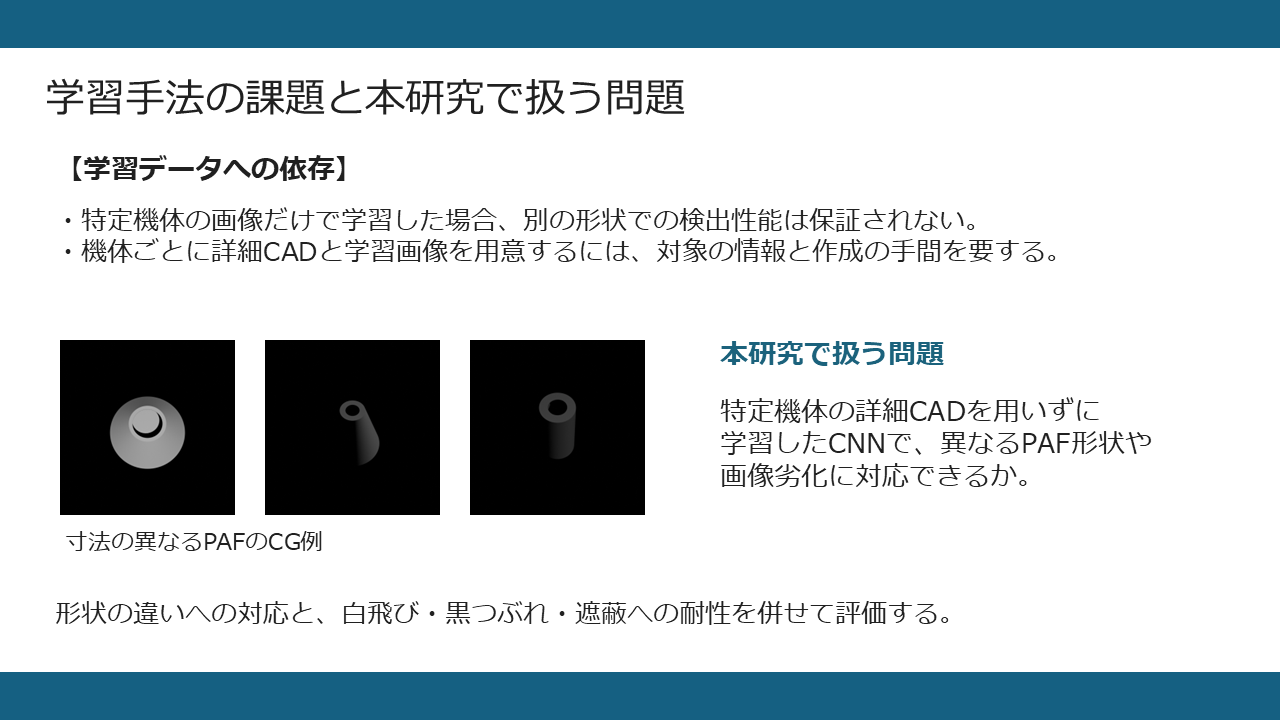 学習手法の課題と本研究で扱う問題
【学習データへの依存】
・特定機体の画像だけで学習した場合、別の形状での検出性能は保証されない。
・機体ごとに詳細CADと学習画像を用意するには、対象の情報と作成の手間を要する。
本研究で扱う問題
特定機体の詳細CADを用いずに
学習したCNNで、異なるPAF形状や
画像劣化に対応できるか。
寸法の異なるPAFのCG例
形状の違いへの対応と、白飛び・黒つぶれ・遮蔽への耐性を併せて評価する。